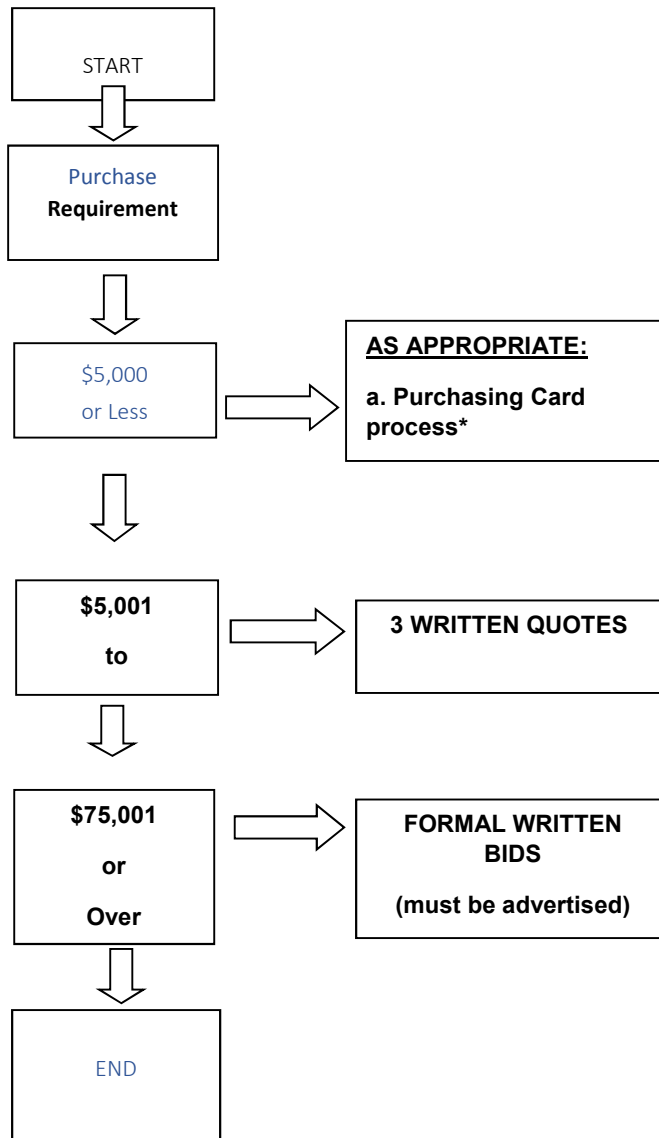 START
Purchase
Requirement
$5,000
or Less
AS APPROPRIATE:
a. Purchasing Card
process*
$5,001
to
3 WRITTEN QUOTES
$75,001
or
Over
FORMAL WRITTEN
BIDS
(must be advertised)
END